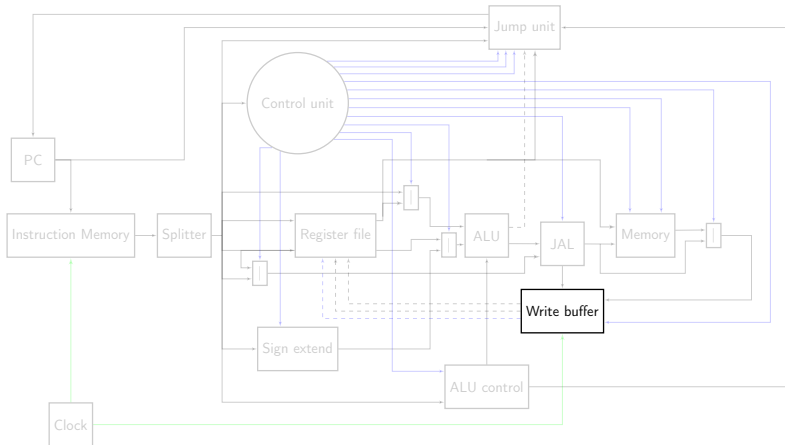 Jump unit
Control unit
PC
Instruction Memory
Splitter
Register file
ALU
JAL
Memory
Write buffer
Sign extend
ALU control
Clock